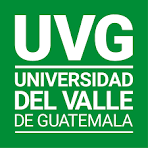 UVG
UNIVERSIDAD
DEL VALLE
DE GUATEMALA